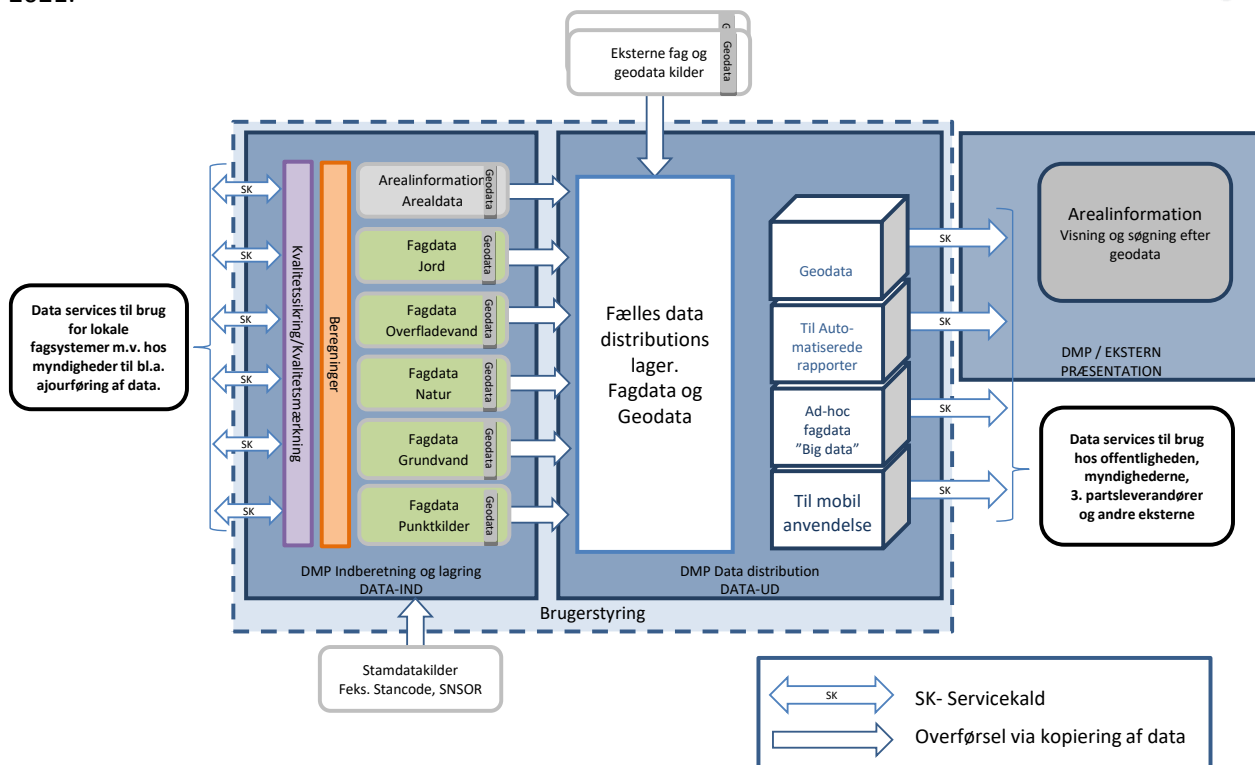 Eksterne fag og
geodata kilder
Geodata
Geodata
SK
SK
SK
SK
SK
SK
Data services til brug
for lokale
fagsystemer m.v. hos
myndigheder til bl.a.
ajourføring af data.
Kvalitetssikring/Kvalitetsmærkning
Beregninger
Arealinformation
Arealdata
Geodata
Fagdata
Jord
Geodata
Fagdata
Overfladevand
Geodata
Fagdata
Natur
Geodata
Fagdata
Grundvand
Geodata
Fagdata
Punktkilder
Geodata
DMP Indberetning og lagring
DATA-IND
Fælles data
distributions
lager.
Fagdata og
Geodata
Geodata
Til Auto-
matiserede
rapporter
Ad-hoc
fagdata
”Big data”
Til mobil
anvendelse
DMP Data distribution
DATA-UD
SK
SK
SK
SK
Arealinformation
Visning og søgning efter
geodata
DMP / EKSTERN
PRÆSENTATION
Data services til brug
hos offentligheden,
myndighederne,
3. partsleverandører
og andre eksterne
Brugerstyring
Stamdatakilder
Feks. Stancode, SNSOR
SK
SK- Servicekald
Overførsel via kopiering af data